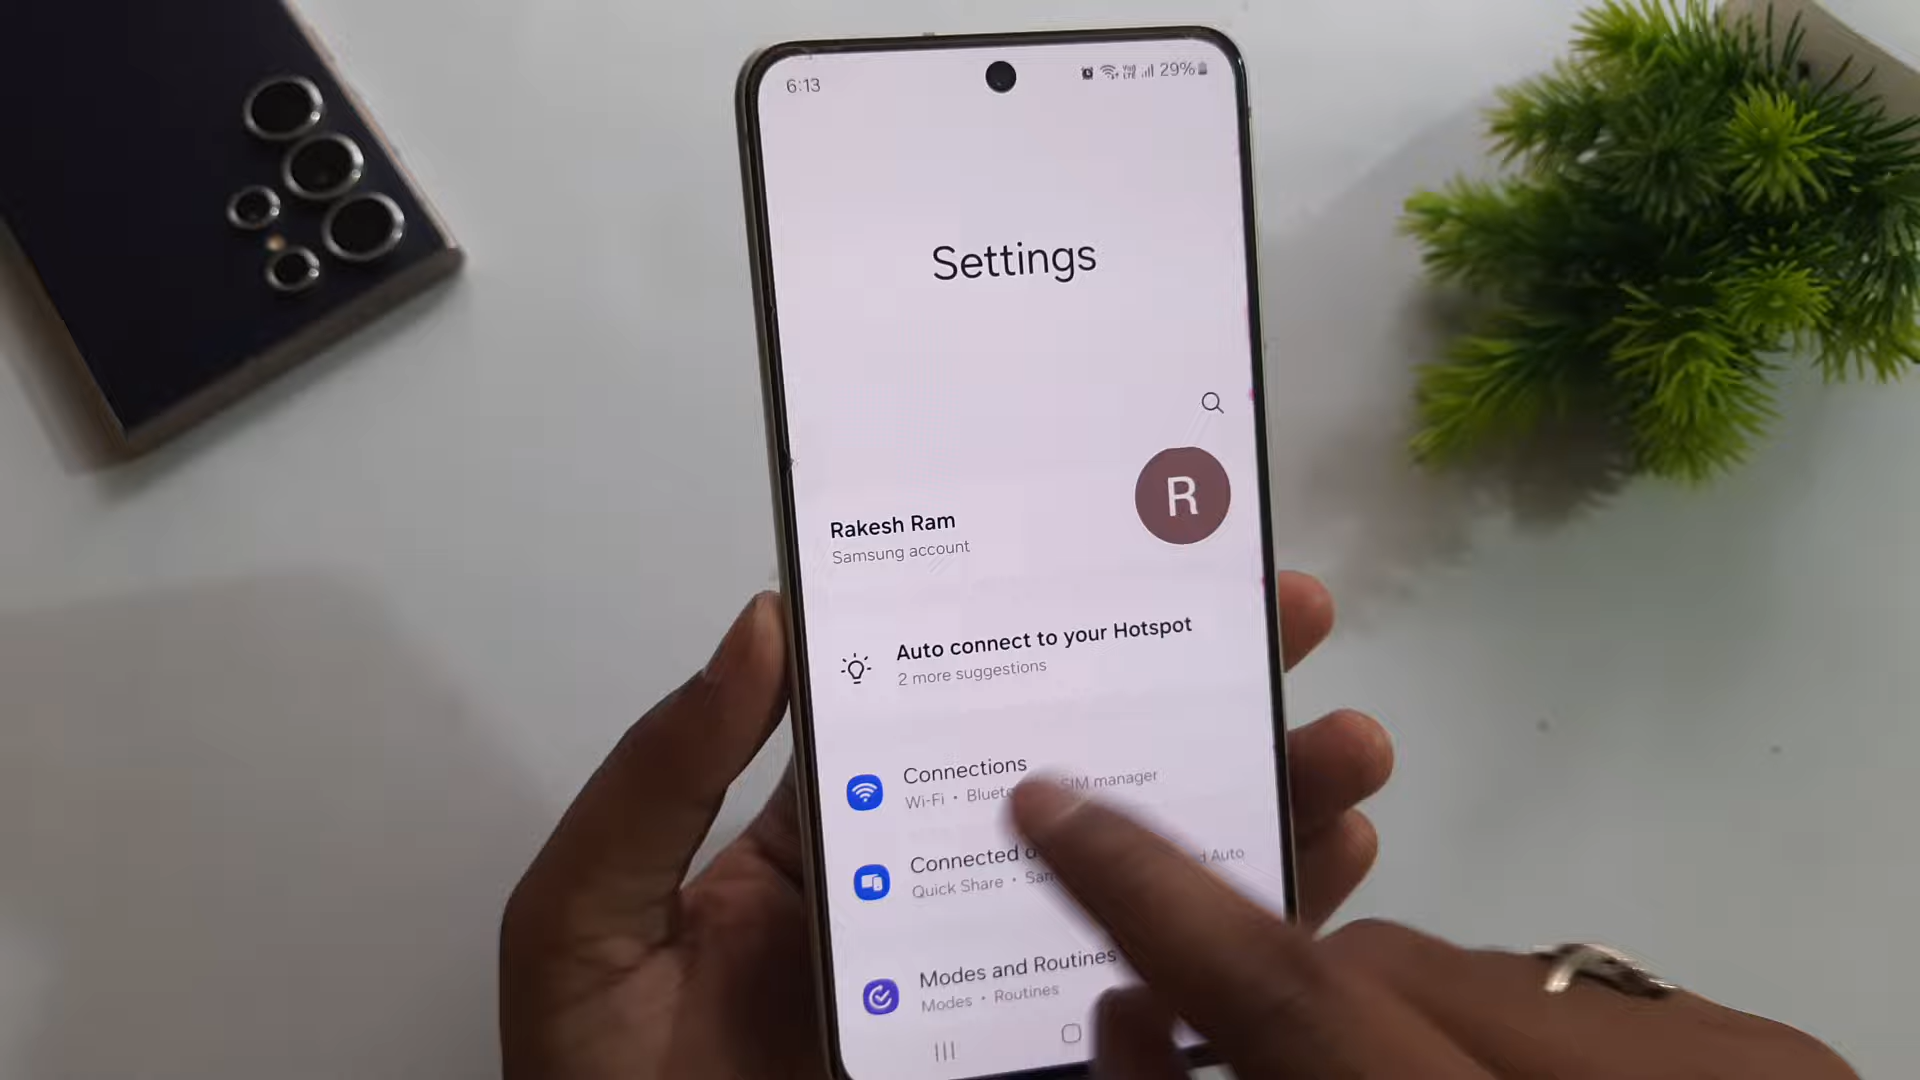 6:13
29%
Settings
R
Rakesh Ram
Samsung account
Auto connect to your Hotspot
2 more suggestions
Connections
Wi-Fi • SIM manager
Connected
Quick Share • Auto
Modes and Routines
Modes • Routines